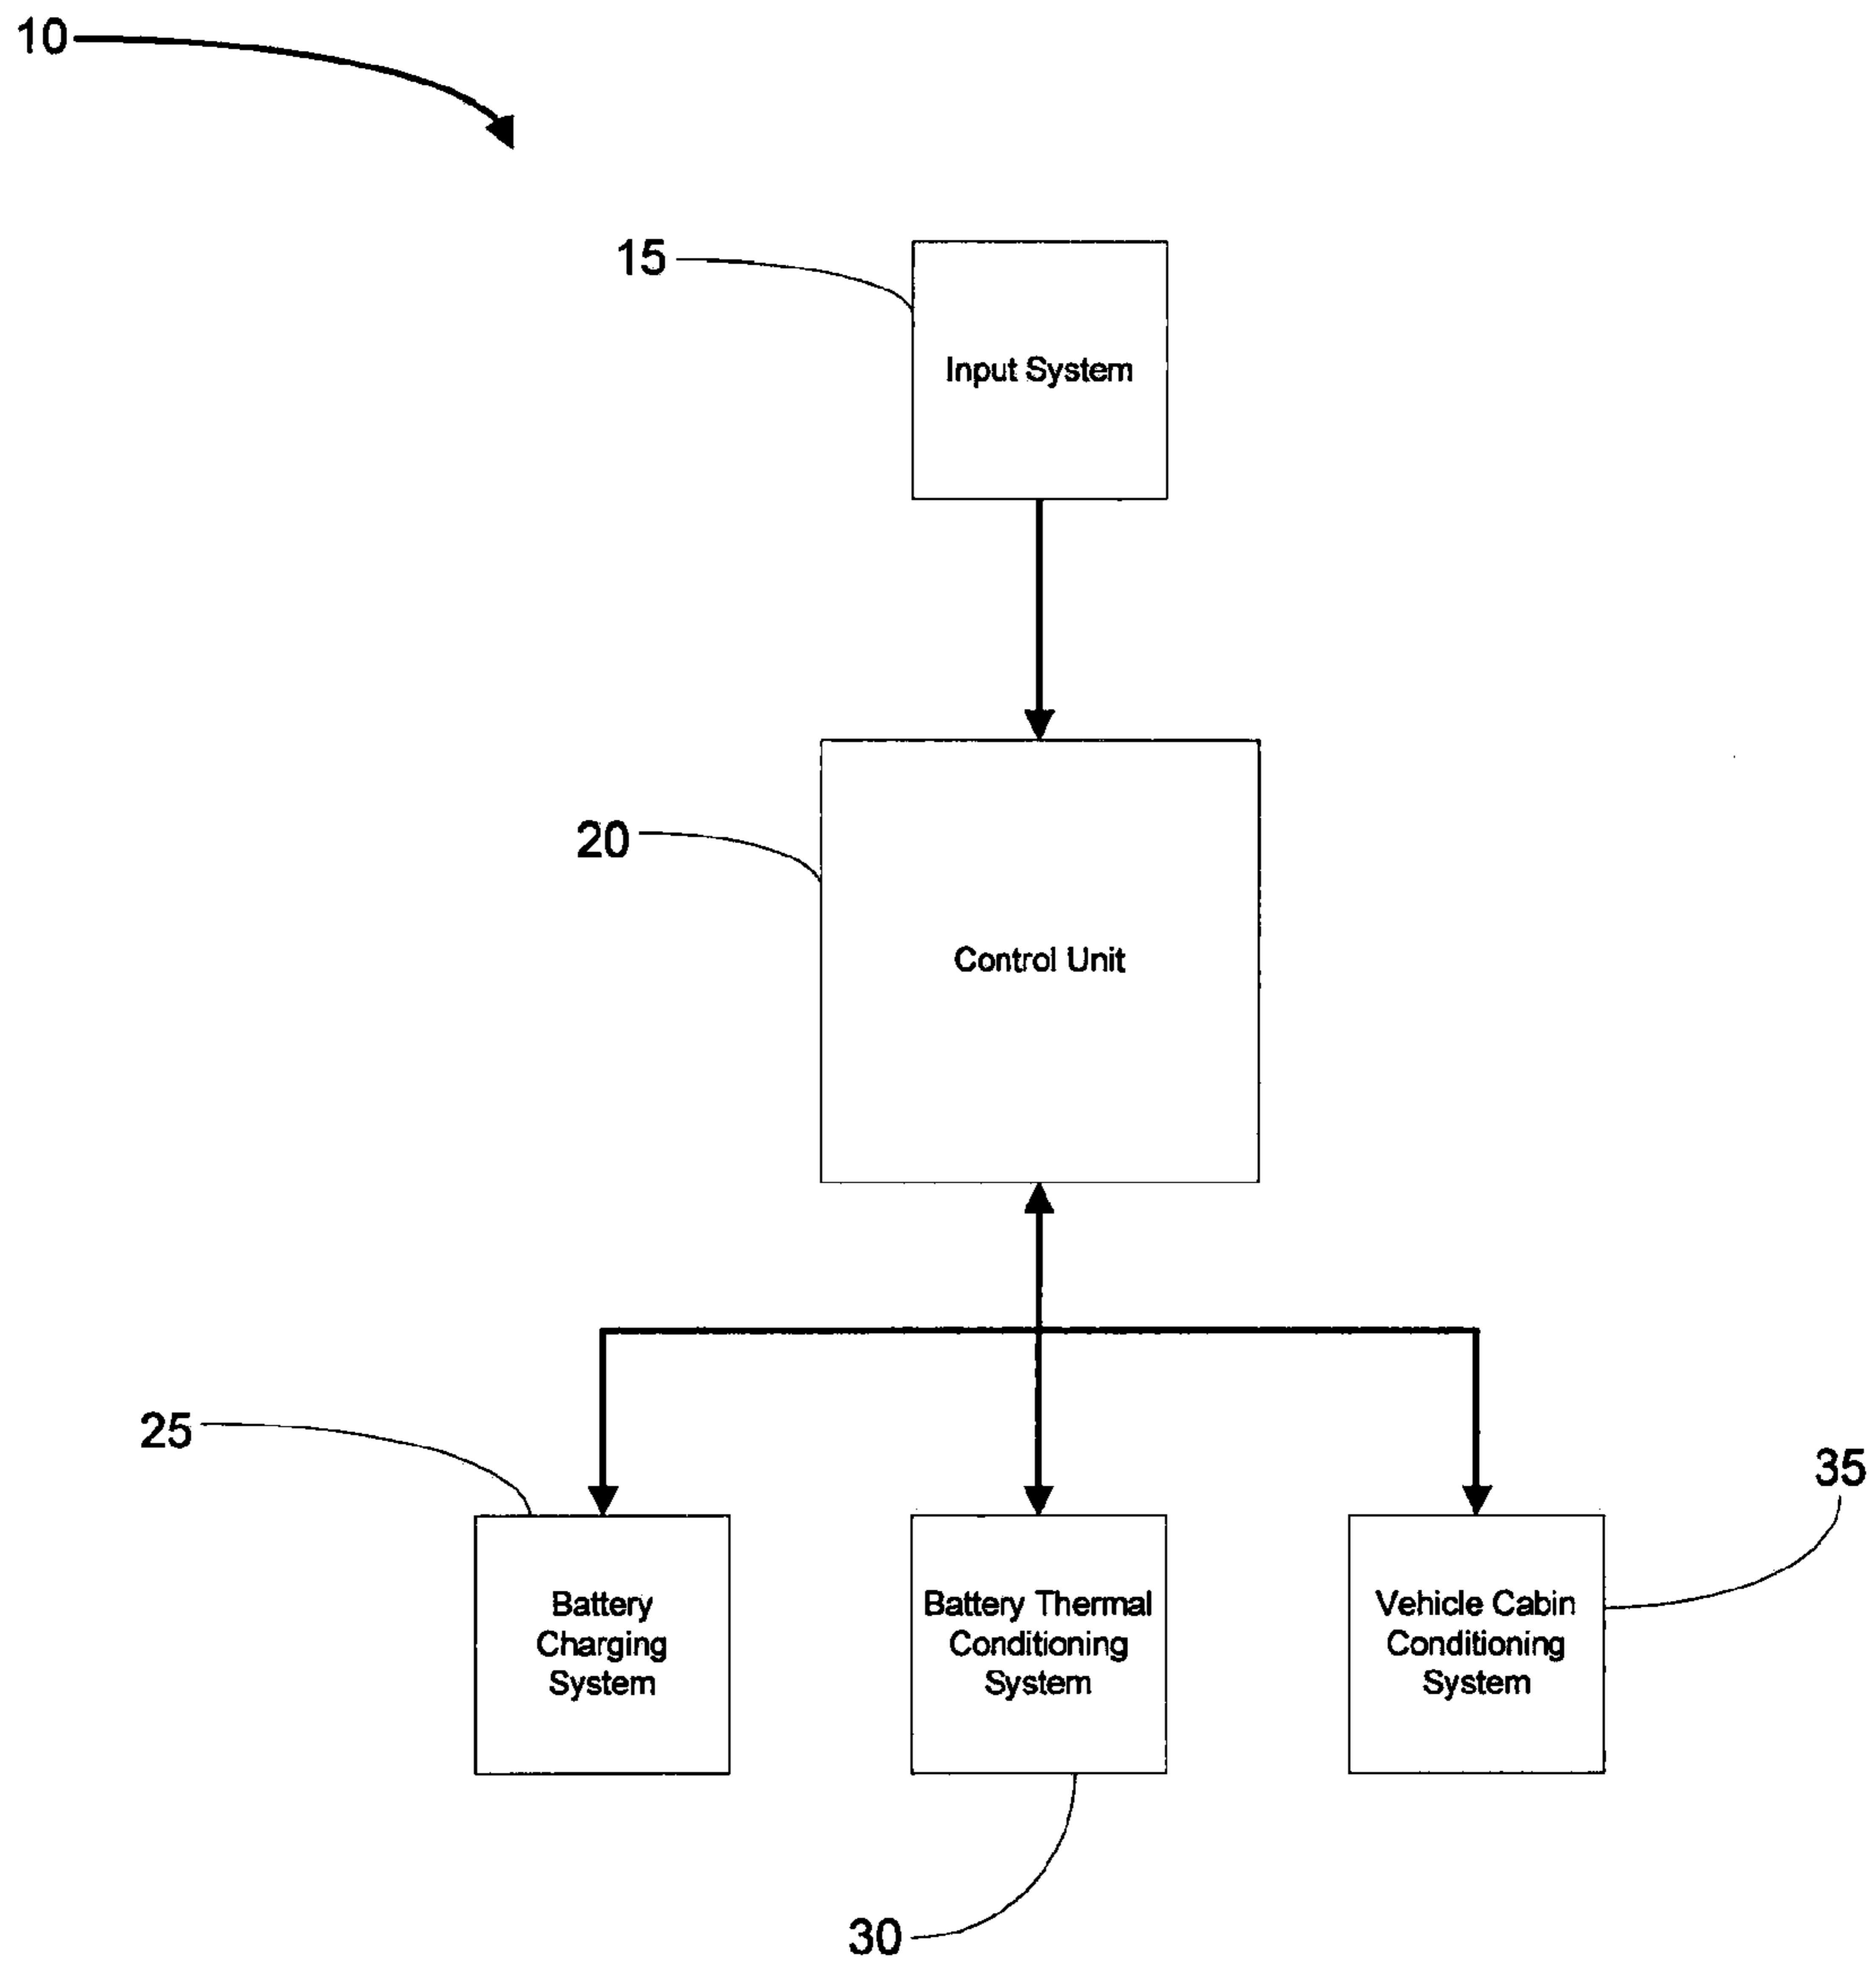 10
15
Input System
20
Control Unit
25
35
Battery
Charging
System
Battery Thermal
Conditioning
System
Vehicle Cabin
Conditioning
System
30